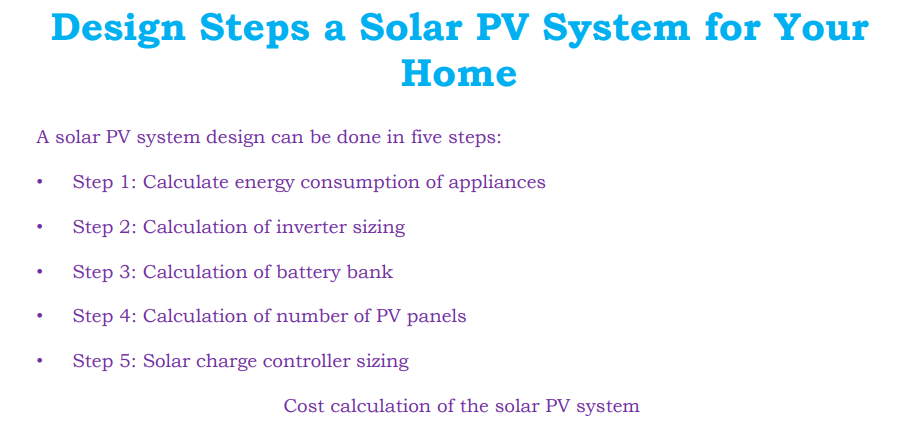 Design Steps a Solar PV System for Your
Home
A solar PV system design can be done in five steps:
• Step 1: Calculate energy consumption of appliances
• Step 2: Calculation of inverter sizing
• Step 3: Calculation of battery bank
• Step 4: Calculation of number of PV panels
• Step 5: Solar charge controller sizing
Cost calculation of the solar PV system